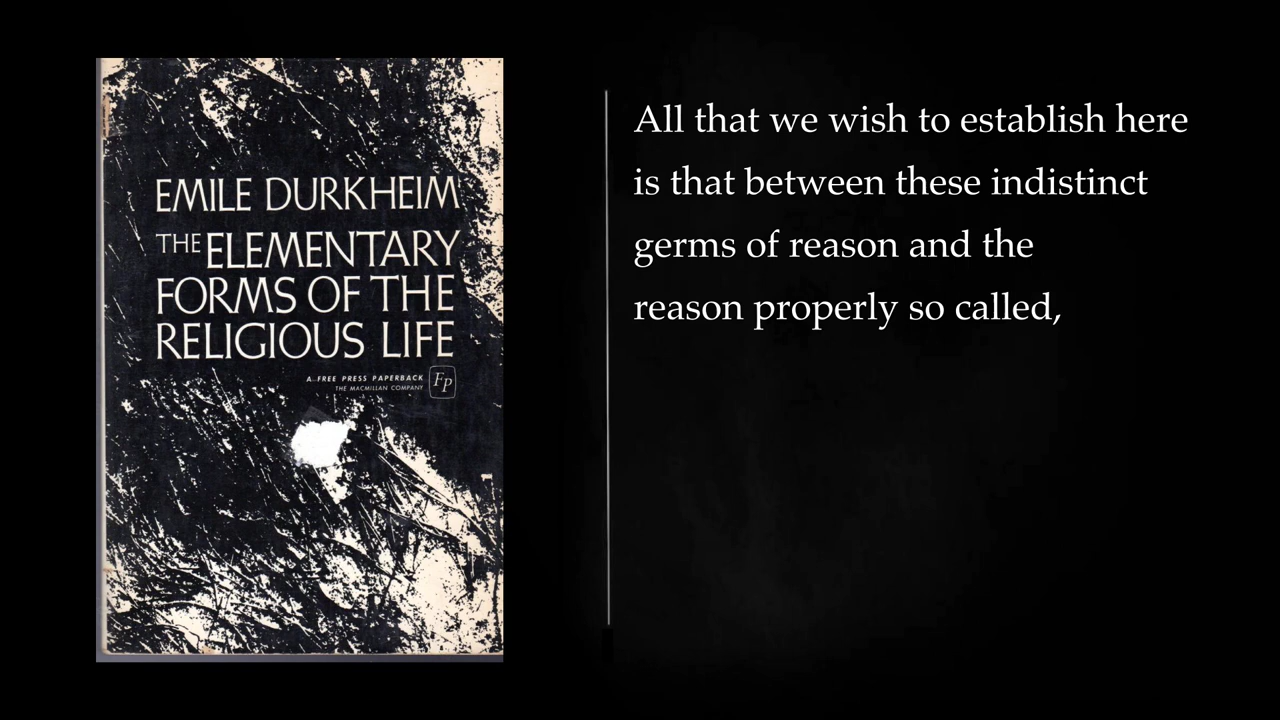 EMILE DURKHEIM
THE ELEMENTARY
FORMS OF THE
RELIGIOUS LIFE
A FREE PRESS PAPERBACK
THE MACMILLAN COMPANY
Fp
All that we wish to establish here
is that between these indistinct
germs of reason and the
reason properly so called,